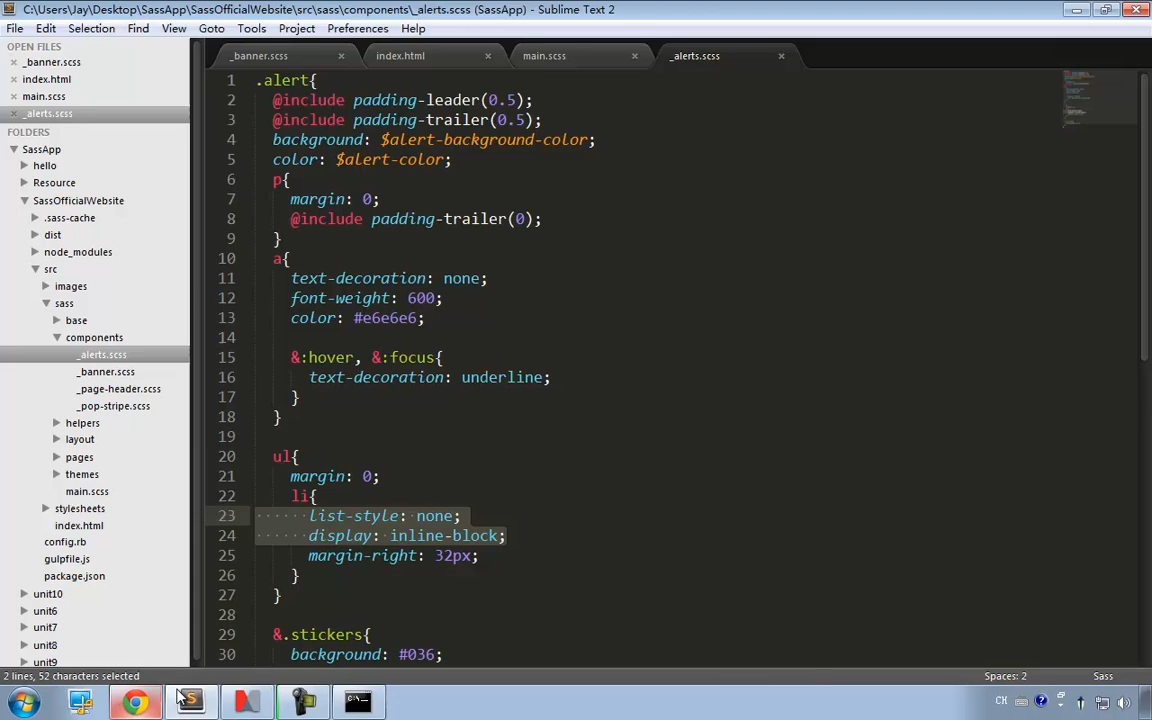 C:\Users\Jay\Desktop\SassApp\SassOfficialWebsite\src\sass\components\_alerts.scss (SassApp) - Sublime Text 2
File Edit Selection Find View Goto Tools Project Preferences Help
OPEN FILES
_banner.scss
index.html
main.scss
_alerts.scss
FOLDERS
SassApp
hello
Resource
SassOfficialWebsite
.sass-cache
dist
node_modules
src
images
sass
base
components
_alerts.scss
_banner.scss
_page-header.scss
_pop-stripe.scss
helpers
layout
pages
themes
main.scss
stylesheets
index.html
config.rb
gulpfile.js
package.json
unit10
unit6
unit7
unit8
unit9
_banner.scss index.html main.scss _alerts.scss
1 .alert{
2 @include padding-leader(0.5);
3 @include padding-trailer(0.5);
4 background: $alert-background-color;
5 color: $alert-color;
6 p{
7 margin: 0;
8 @include padding-trailer(0);
9 }
10 a{
11 text-decoration: none;
12 font-weight: 600;
13 color: #e6e6e6;
14
15 &:hover, &:focus{
16 text-decoration: underline;
17 }
18 }
19
20 ul{
21 margin: 0;
22 li{
23 list-style: none;
24 display: inline-block;
25 margin-right: 32px;
26 }
27 }
28
29 &.stickers{
30 background: #036;
2 lines, 52 characters selected
Spaces: 2 Sass
CH